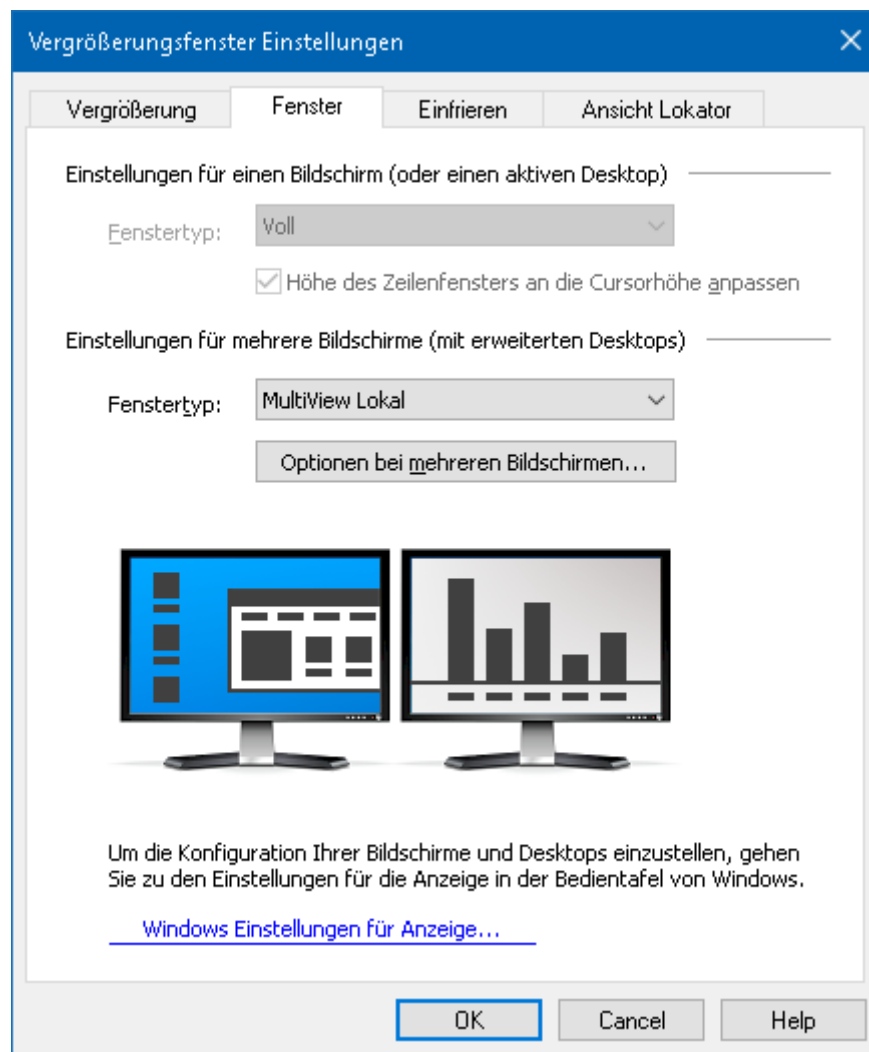 Vergrößerungsfenster Einstellungen
Vergrößerung
Fenster
Einfrieren
Ansicht Lokator
Einstellungen für einen Bildschirm (oder einen aktiven Desktop)
Fenstertyp:
Voll
Höhe des Zeilenfensters an die Cursorhöhe anpassen
Einstellungen für mehrere Bildschirme (mit erweiterten Desktops)
Fenstertyp:
MultiView Lokal
Optionen bei mehreren Bildschirmen...
Um die Konfiguration Ihrer Bildschirme und Desktops einzustellen, gehen
Sie zu den Einstellungen für die Anzeige in der Bedientafel von Windows.
Windows Einstellungen für Anzeige...
OK
Cancel
Help